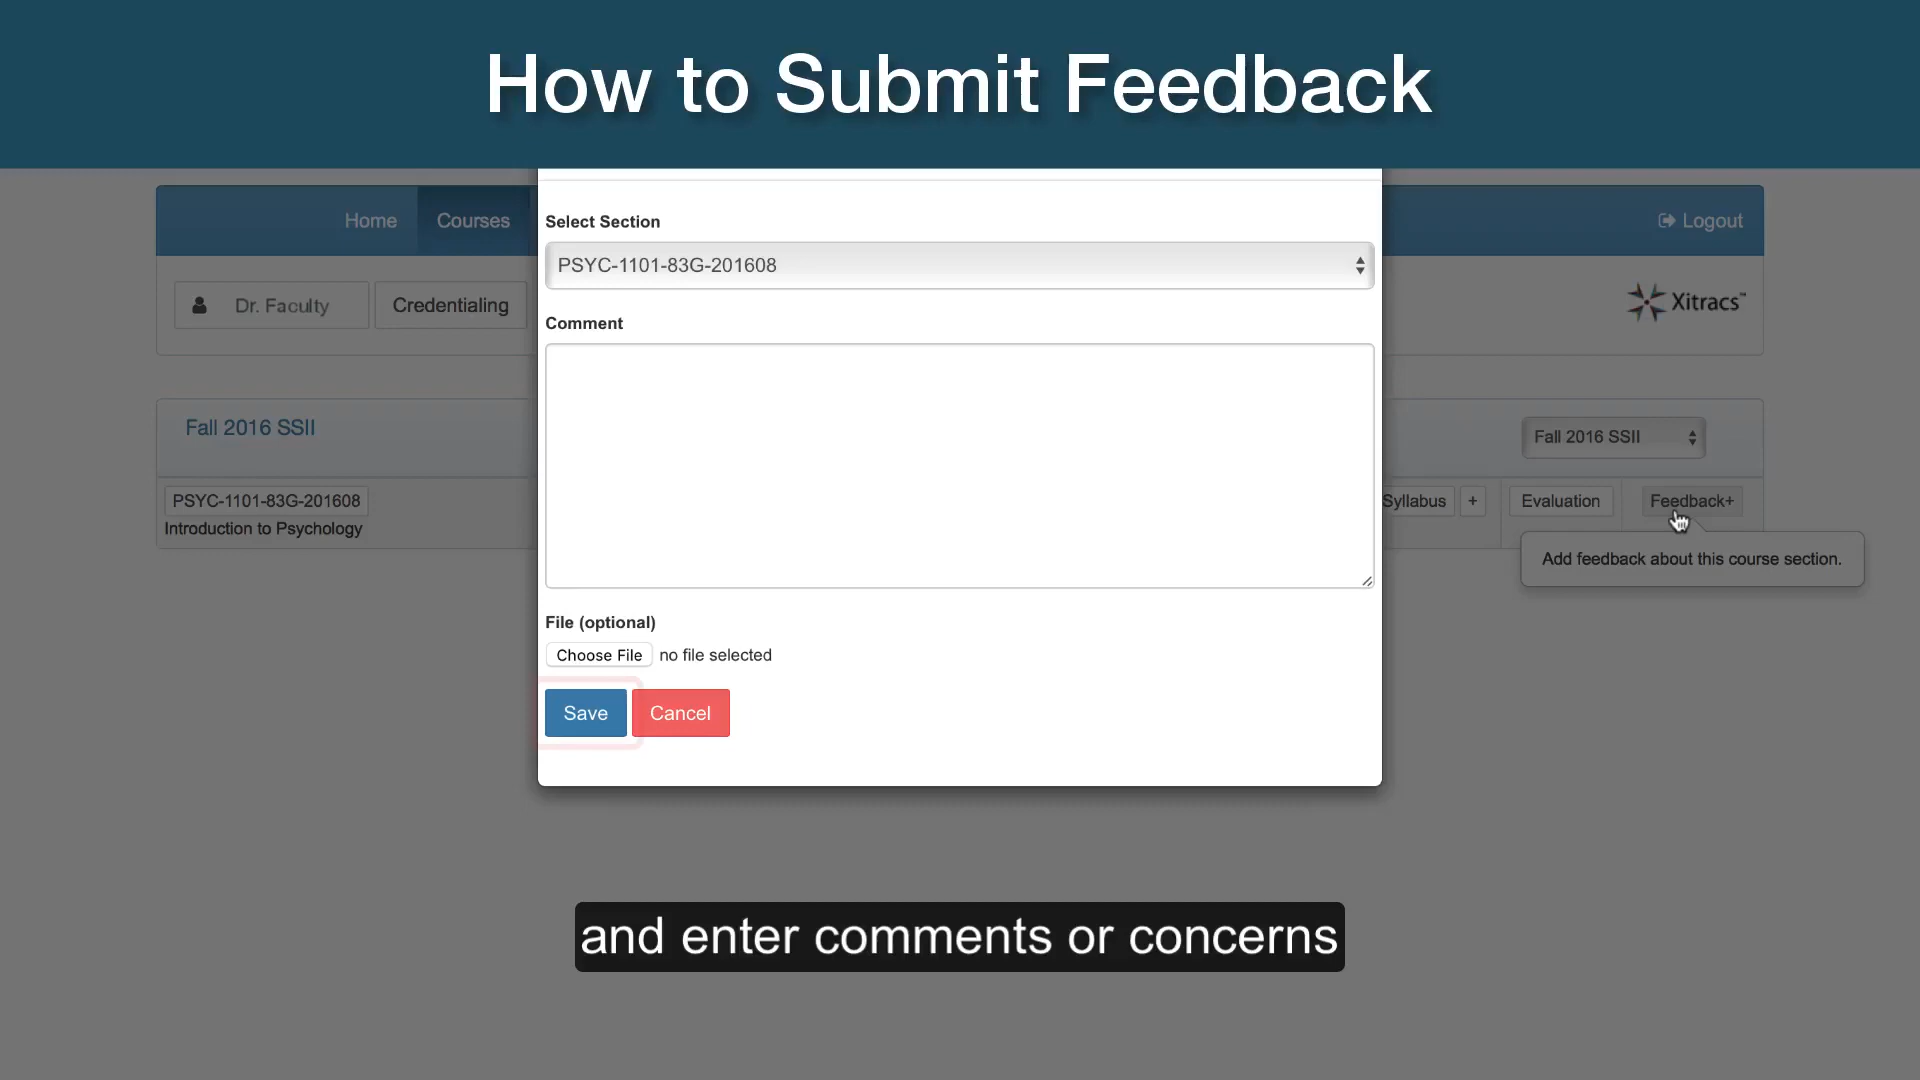 How to Submit Feedback
Home
Courses
Logout
Dr. Faculty
Credentialing
Xitracs™
Select Section
PSYC-1101-83G-201608
Comment
Fall 2016 SSII
Fall 2016 SSII
PSYC-1101-83G-201608
Introduction to Psychology
Syllabus
+
Evaluation
Feedback+
Add feedback about this course section.
File (optional)
Choose File no file selected
Save
Cancel
and enter comments or concerns